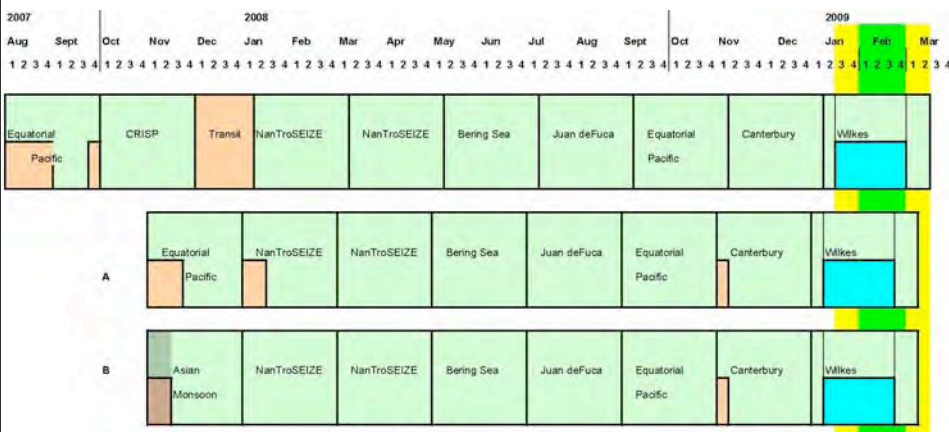 2007 2008 2009
Aug Sept Oct Nov Dec Jan Feb Mar Apr May Jun Jul Aug Sept Oct Nov Dec Jan Feb Mar
1 2 3 4 1 2 3 4 1 2 3 4 1 2 3 4 1 2 3 4 1 2 3 4 1 2 3 4 1 2 3 4 1 2 3 4 1 2 3 4 1 2 3 4 1 2 3 4 1 2 3 4 1 2 3 4 1 2 3 4 1 2 3 4 1 2 3 4 1 2 3 4 1 2 3 4 1 2 3 4
Equatorial CRISP Transit NanTroSEIZE NanTroSEIZE Bering Sea Juan deFuca Equatorial Canterbury Wilkes
Pacific Pacific
Equatorial NanTroSEIZE NanTroSEIZE Bering Sea Juan deFuca Equatorial Canterbury Wilkes
A Pacific Pacific
B Asian NanTroSEIZE NanTroSEIZE Bering Sea Juan deFuca Equatorial Canterbury Wilkes
Monsoon Pacific